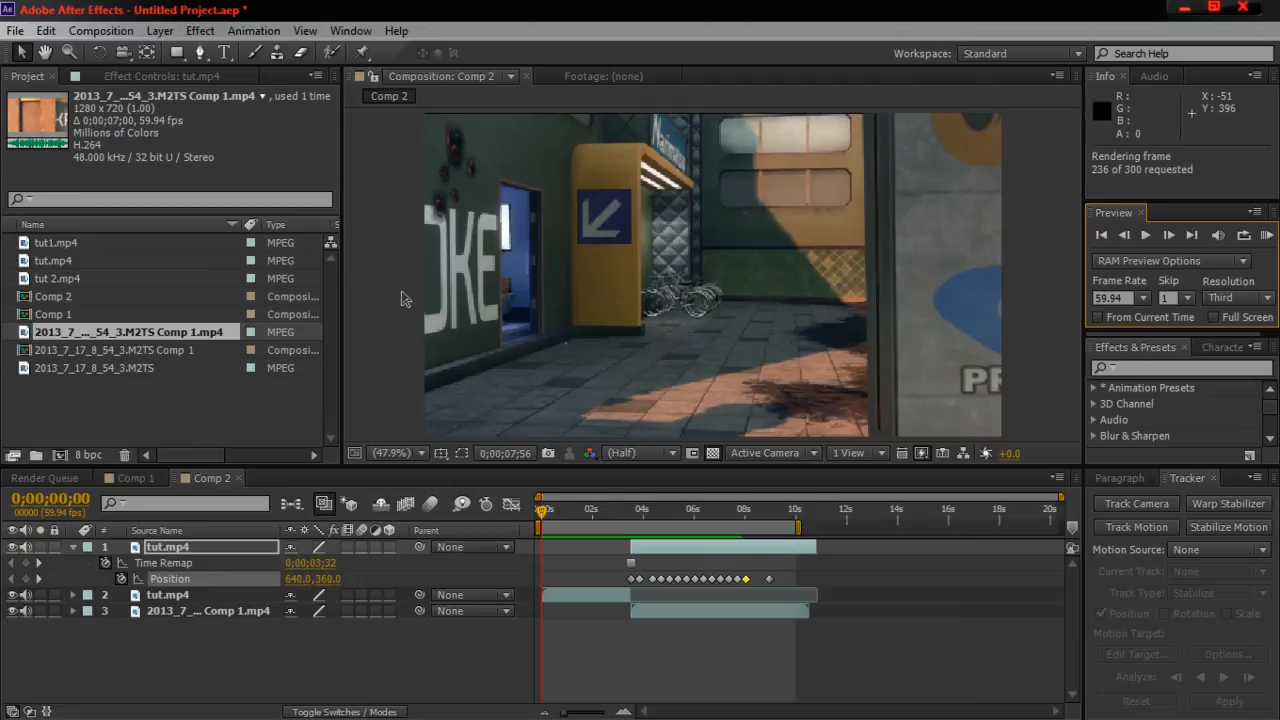 Adobe After Effects - Untitled Project.aep *
File Edit Composition Layer Effect Animation View Window Help
Workspace: Standard Search Help
Project Effect Controls: tut.mp4 Composition: Comp 2 Footage: (none) Info Audio
2013_7_...54_3.M2TS Comp 1.mp4 , used 1 time
1280 x 720 (1.00)
Δ 0;00;07;00, 59.94 fps
Millions of Colors
H.264
48.000 kHz / 32 bit U / Stereo
Comp 2
R :
G :
B :
A : 0
X : -51
Y : 396
Rendering frame
236 of 300 requested
Preview
RAM Preview Options
Frame Rate Skip Resolution
59.94 1 Third
From Current Time Full Screen
Effects & Presets Characte
* Animation Presets
3D Channel
Audio
Blur & Sharpen
Name Type
tut1.mp4 MPEG
tut.mp4 MPEG
tut 2.mp4 MPEG
Comp 2 Composi...
Comp 1 Composi...
2013_7_..._54_3.M2TS Comp 1.mp4 MPEG
2013_7_17_8_54_3.M2TS Comp 1 Composi...
2013_7_17_8_54_3.M2TS MPEG
8 bpc
OKE
PR
(47.9%) 0;00;07;56 (Half) Active Camera 1 View +0.0
Render Queue Comp 1 Comp 2
0;00;00;00
00000 (59.94 fps)
# Source Name Parent
02s 04s 06s 08s 10s 12s 14s 16s 18s 20s
1 tut.mp4 None
Time Remap 0;00;03;32
Position 640.0,360.0
2 tut.mp4 None
3 2013_7_... Comp 1.mp4 None
Toggle Switches / Modes
Paragraph Tracker
Track Camera Warp Stabilizer
Track Motion Stabilize Motion
Motion Source: None
Current Track: None
Track Type: Stabilize
Position Rotation Scale
Motion Target:
Edit Target... Options...
Analyze:
Reset Apply